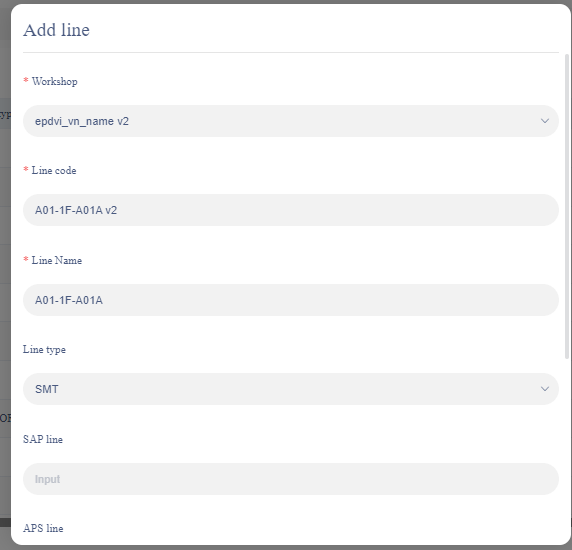 Add line
* Workshop
epdvi_vn_name v2
* Line code
A01-1F-A01A v2
* Line Name
A01-1F-A01A
Line type
SMT
SAP line
Input
APS line